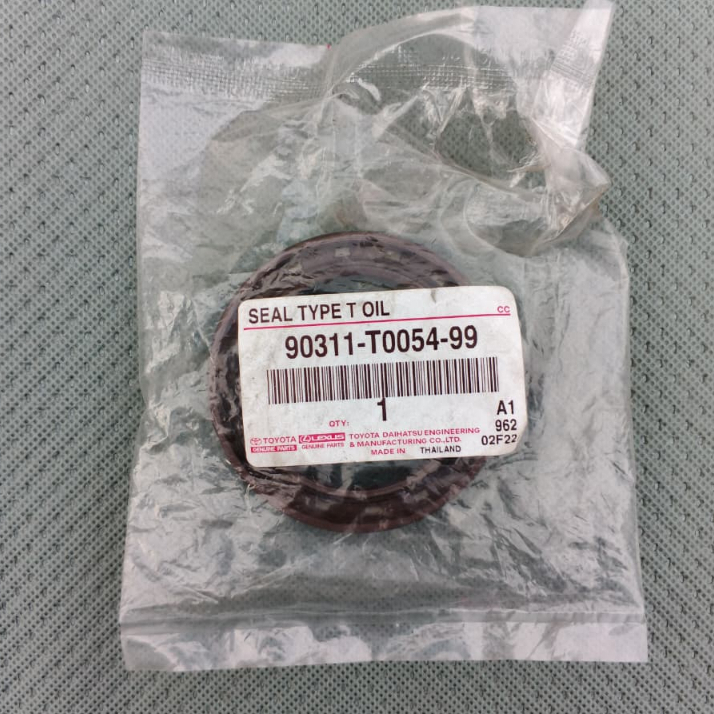 SEAL TYPE T OIL CC
90311-T0054-99
QTY: 1 A1
962
02F22
TOYOTA
GENUINE PARTS
LEXUS
GENUINE PARTS
TOYOTA DAIHATSU ENGINEERING
& MANUFACTURING CO.,LTD.
MADE IN THAILAND